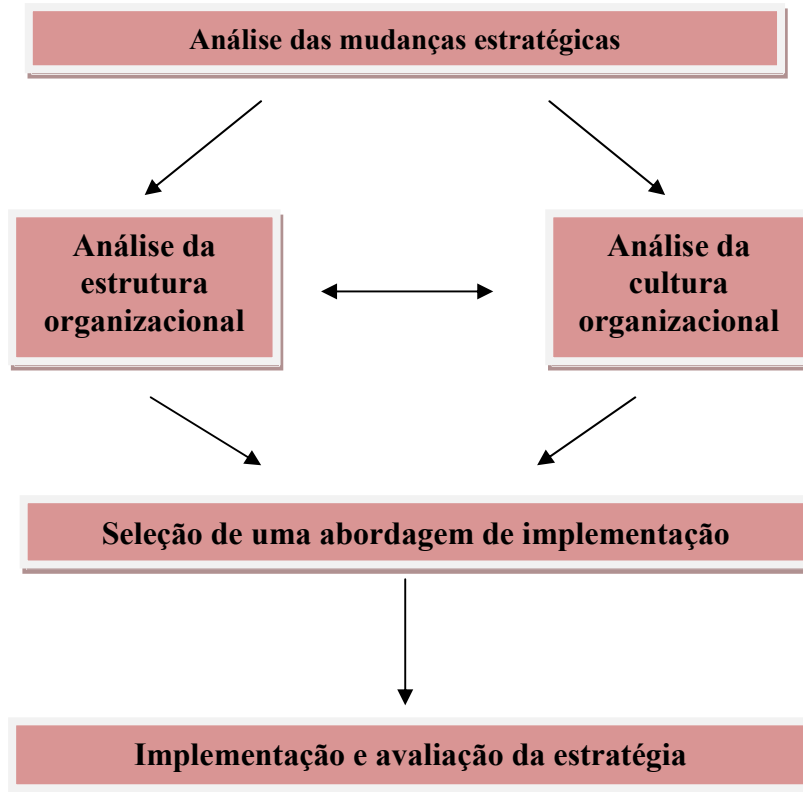 Análise das mudanças estratégicas
Análise da
estrutura
organizacional
Análise da
cultura
organizacional
Seleção de uma abordagem de implementação
Implementação e avaliação da estratégia